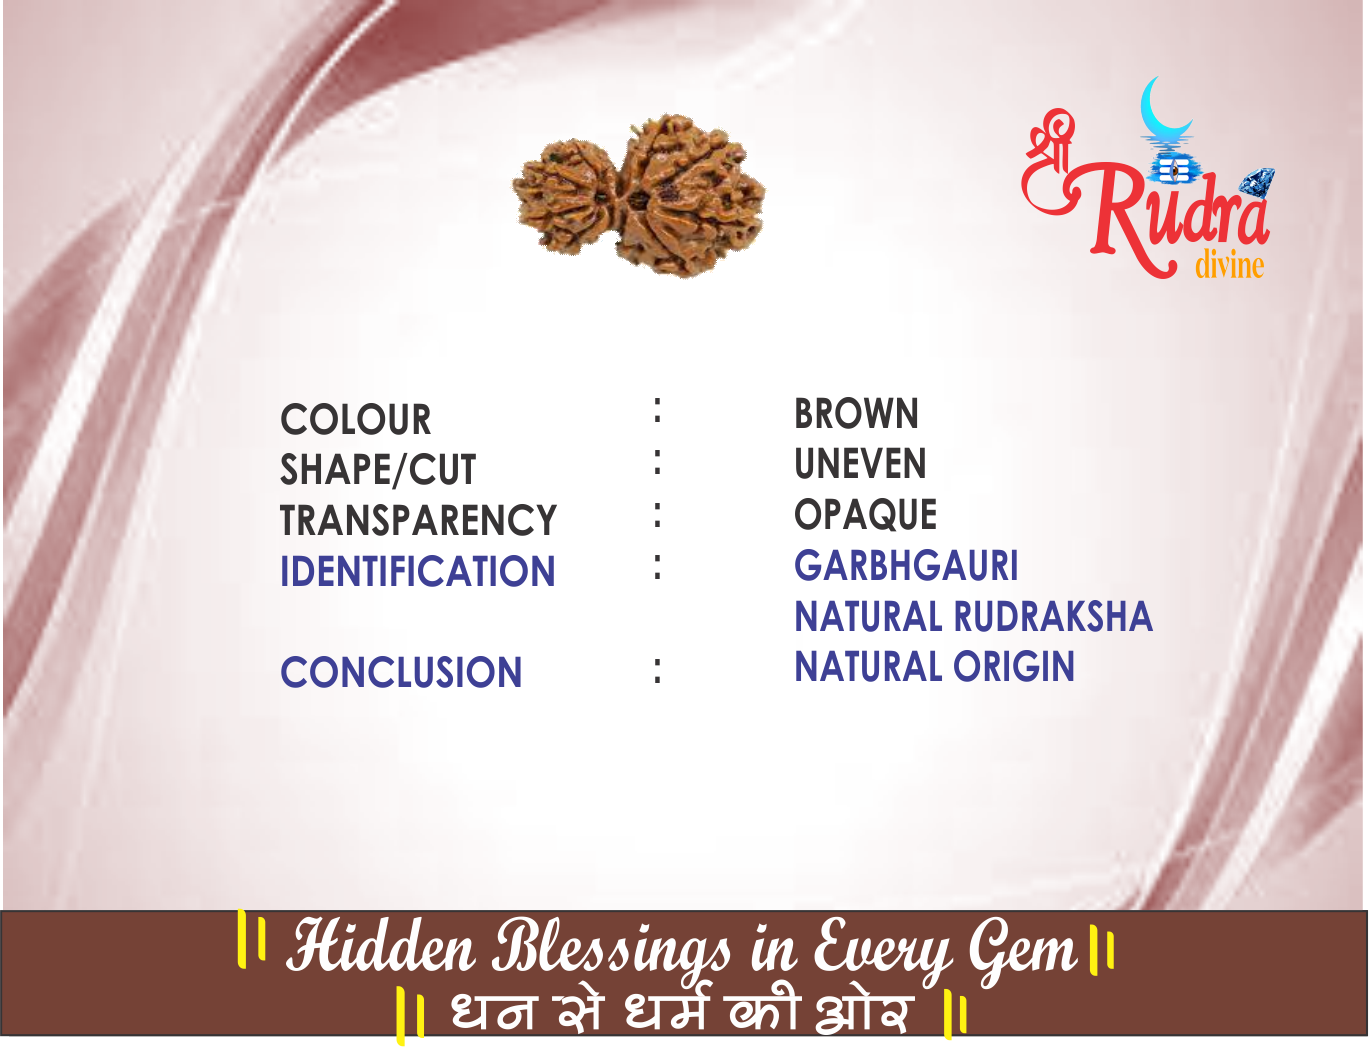 श्री
Rudra
divine
COLOUR : BROWN
SHAPE/CUT : UNEVEN
TRANSPARENCY : OPAQUE
IDENTIFICATION : GARBHGAURI
NATURAL RUDRAKSHA
CONCLUSION : NATURAL ORIGIN
॥ Hidden Blessings in Every Gem ॥
॥ धन से धर्म की ओर ॥